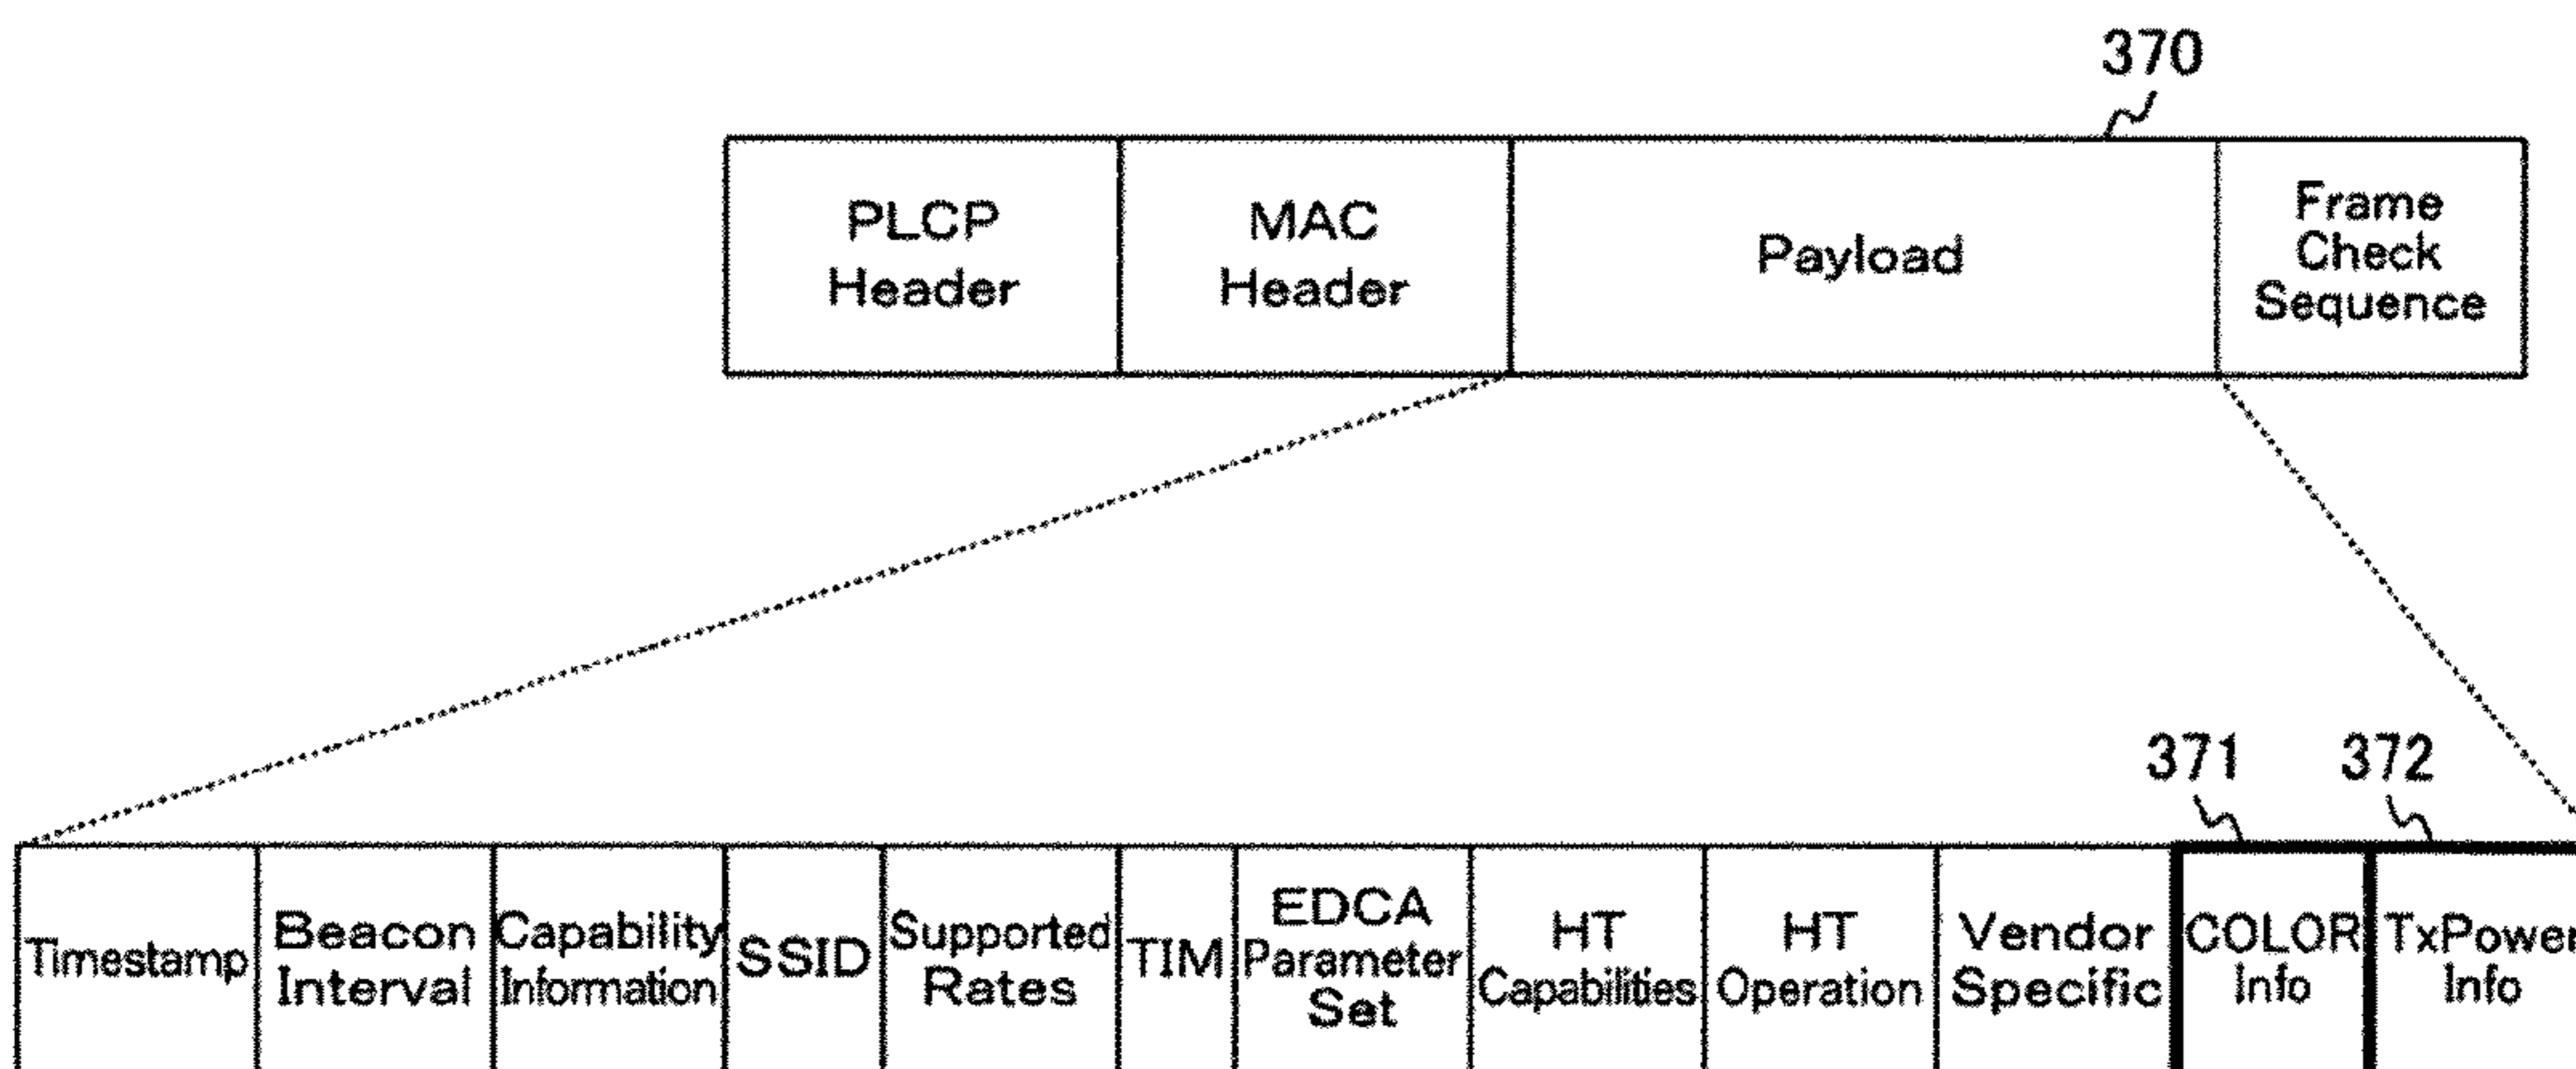 370
PLCP
Header
MAC
Header
Payload
Frame
Check
Sequence
371
372
Timestamp
Beacon
Interval
Capability
Information
SSID
Supported
Rates
TIM
EDCA
Parameter
Set
HT
Capabilities
HT
Operation
Vendor
Specific
COLOR
Info
TxPower
Info